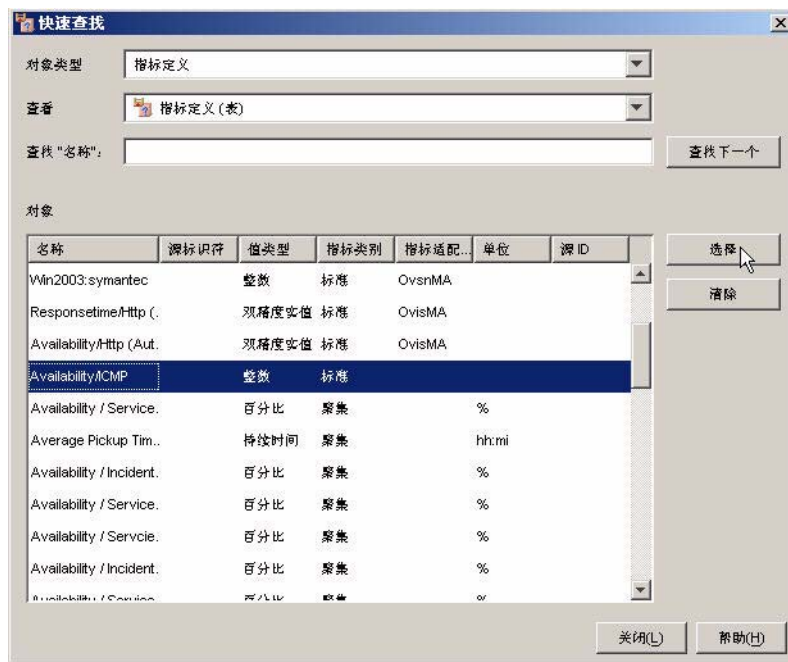 快速查找
对象类型 指标定义
查看 指标定义(表)
查找"名称": 查找下一个
对象
名称 源标识符 值类型 指标类别 指标适配... 单位 源ID 选择
Win2003:symantec 整数 标准 OvsnMA 清除
Responsetime/Http (. 双精度实值 标准 OvisMA
Availability/Http (Aut. 双精度实值 标准 OvisMA
Availability/ICMP 整数 标准
Availability / Service. 百分比 聚集 %
Average Pickup Tim.. 持续时间 聚集 hh:mi
Availability / Incident. 百分比 聚集 %
Availability / Service. 百分比 聚集 %
Availability / Servcie. 百分比 聚集 %
Availability / Incident. 百分比 聚集 %
关闭(L) 帮助(H)